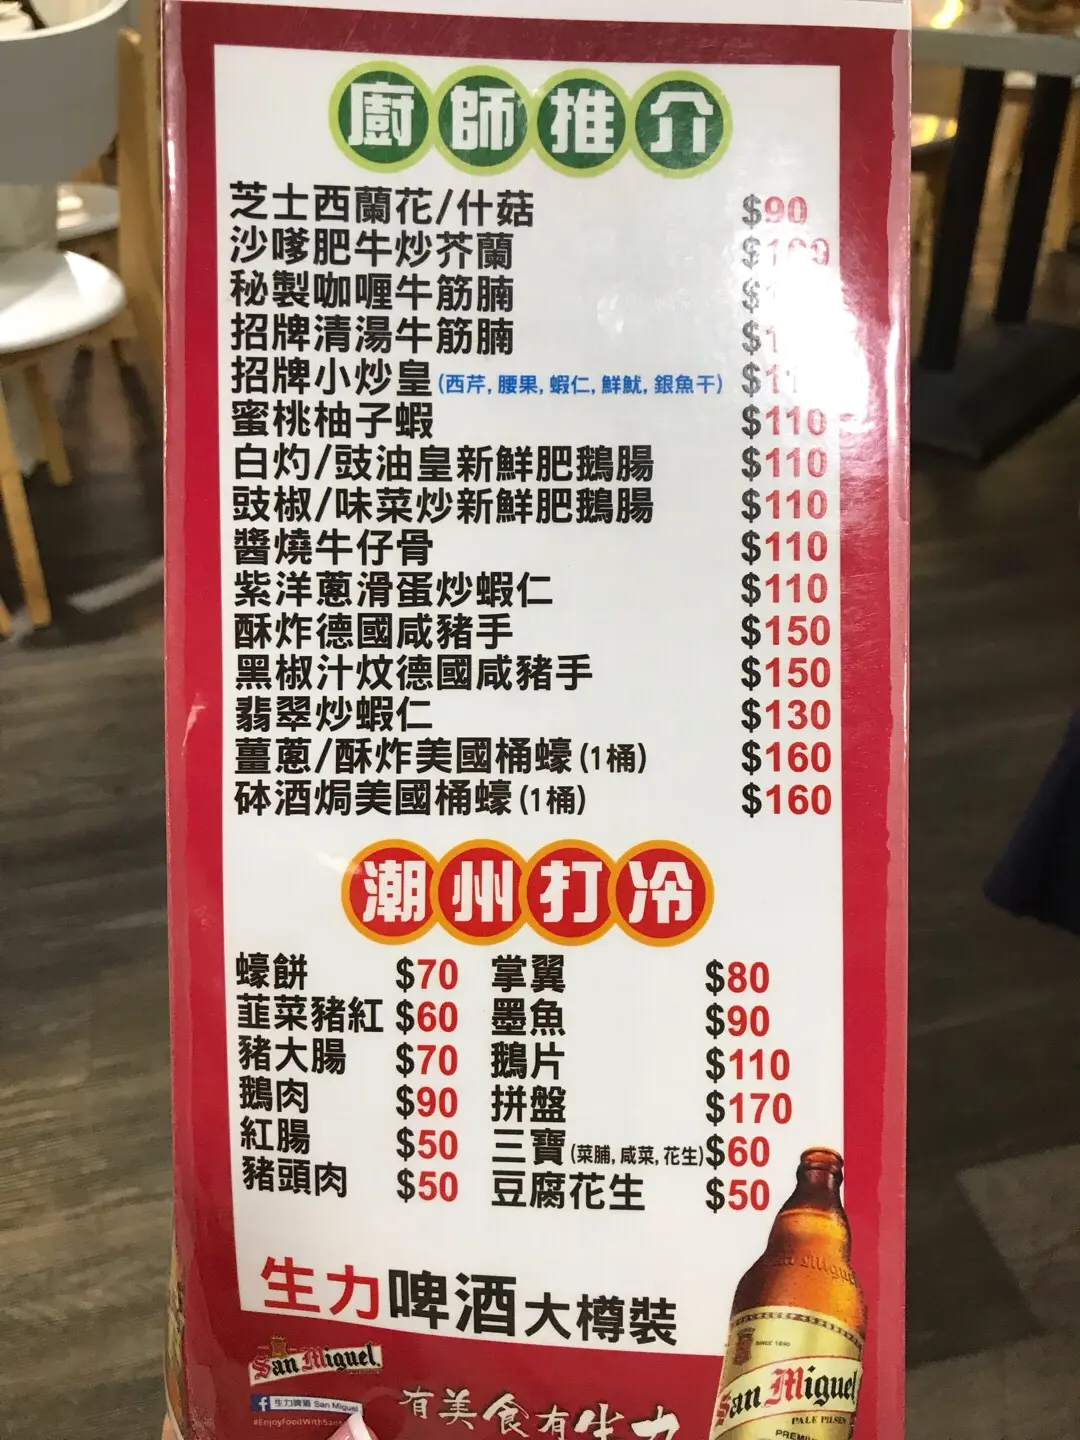 廚師推介
芝士西蘭花/什菇 $90
沙嗲肥牛炒芥蘭
秘製咖喱牛筋腩
招牌清湯牛筋腩
招牌小炒皇(西芹, 腰果, 蝦仁, 鮮魷, 銀魚干)
蜜桃柚子蝦 $110
白灼/豉油皇新鮮肥鵝腸 $110
豉椒/味菜炒新鮮肥鵝腸 $110
醬燒牛仔骨 $110
紫洋蔥滑蛋炒蝦仁 $110
酥炸德國咸豬手 $150
黑椒汁炆德國咸豬手 $150
翡翠炒蝦仁 $130
薑蔥/酥炸美國桶蠔(1桶) $160
砵酒焗美國桶蠔(1桶) $160
潮州打冷
蠔餅 $70 掌翼 $80
韮菜豬紅 $60 墨魚 $90
豬大腸 $70 鵝片 $110
鵝肉 $90 拼盤 $170
紅腸 $50 三寶(菜脯, 咸菜, 花生) $60
豬頭肉 $50 豆腐花生 $50
生力啤酒大樽裝
San Miguel
生力啤酒 San Miguel
有美食有生力
SINCE 1890
San Miguel
PALE PILSEN